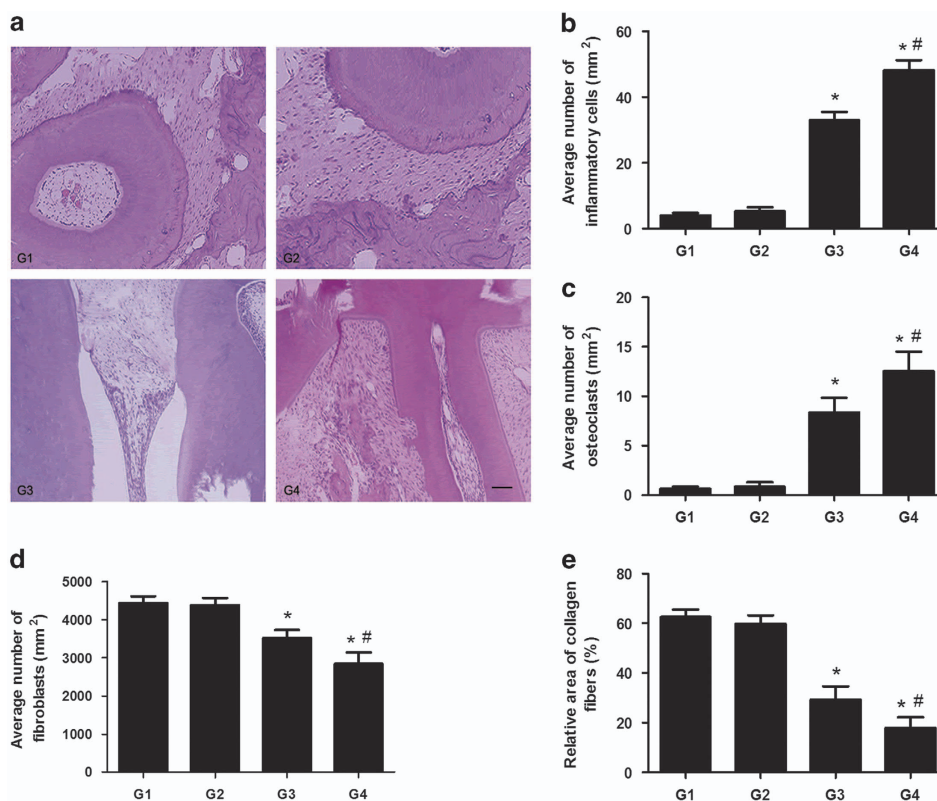 a
G1
G2
G3
G4
b
Average number of
inflammatory cells (mm²)
60
40
20
0
*
* #
G1 G2 G3 G4
c
Average number of
osteoclasts (mm²)
20
15
10
5
0
*
* #
G1 G2 G3 G4
d
Average number of
fibroblasts (mm²)
5000
4000
3000
2000
1000
0
*
* #
G1 G2 G3 G4
e
Relative area of collagen
fibers (%)
80
60
40
20
0
*
* #
G1 G2 G3 G4